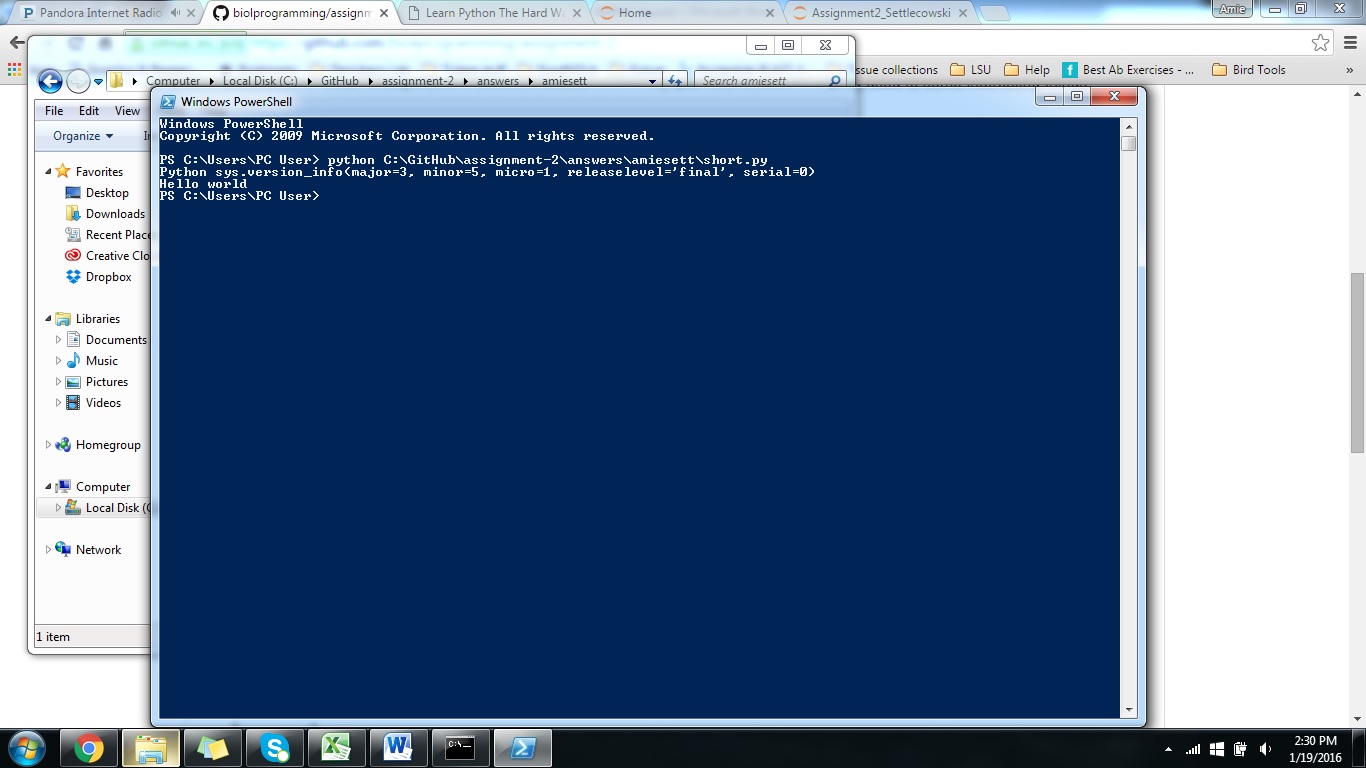 Pandora Internet Radio
biolprogramming/assignm
Learn Python The Hard Wa
Home
Assignment2_Settlecowski
Amie
ssue collections
LSU
Help
Best Ab Exercises - ...
Bird Tools
»
Computer
Local Disk (C:)
GitHub
assignment-2
answers
amiesett
Search amiesett
File
Edit
View
Organize
Windows PowerShell
Windows PowerShell
Copyright (C) 2009 Microsoft Corporation. All rights reserved.
PS C:\Users\PC User> python C:\GitHub\assignment-2\answers\amiesett\short.py
Python sys.version_info(major=3, minor=5, micro=1, releaselevel='final', serial=0)
Hello world
PS C:\Users\PC User>
Favorites
Desktop
Downloads
Recent Place
Creative Clo
Dropbox
Libraries
Documents
Music
Pictures
Videos
Homegroup
Computer
Local Disk (C
Network
1 item
2:30 PM
1/19/2016